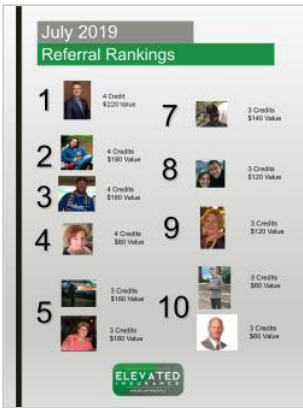 July 2019
Referral Rankings
1
4 Credit
$220 Value
2
4 Credits
$180 Value
3
4 Credits
$160 Value
4
4 Credits
$80 Value
5
3 Credits
$180 Value
3 Credits
$180 Value
7
3 Credits
$140 Value
8
3 Credits
$120 Value
9
3 Credits
$120 Value
10
3 Credits
$60 Value
3 Credits
$60 Value
ELEVATED
INSURANCE